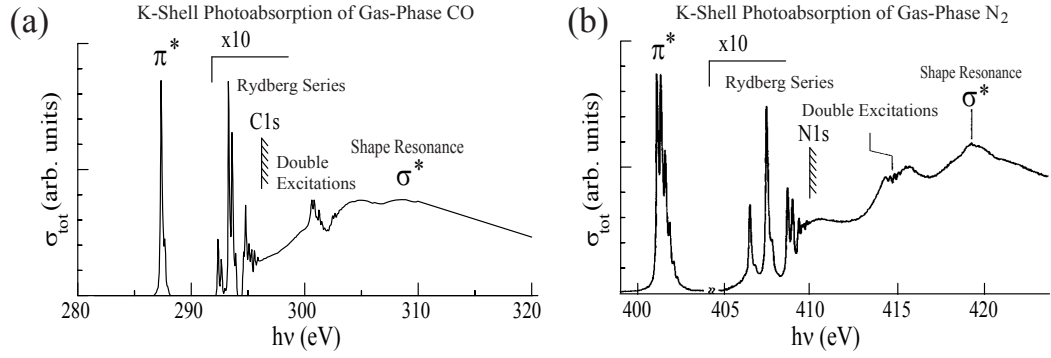 (a)
K-Shell Photoabsorption of Gas-Phase CO
π*
x10
Rydberg Series
C1s
Double
Excitations
Shape Resonance
σ*
σtot (arb. units)
280 290 300 310 320
hν (eV)
(b)
K-Shell Photoabsorption of Gas-Phase N2
π*
x10
Rydberg Series
Shape Resonance
σ*
Double Excitations
N1s
σtot (arb. units)
400 405 410 415 420
hν (eV)